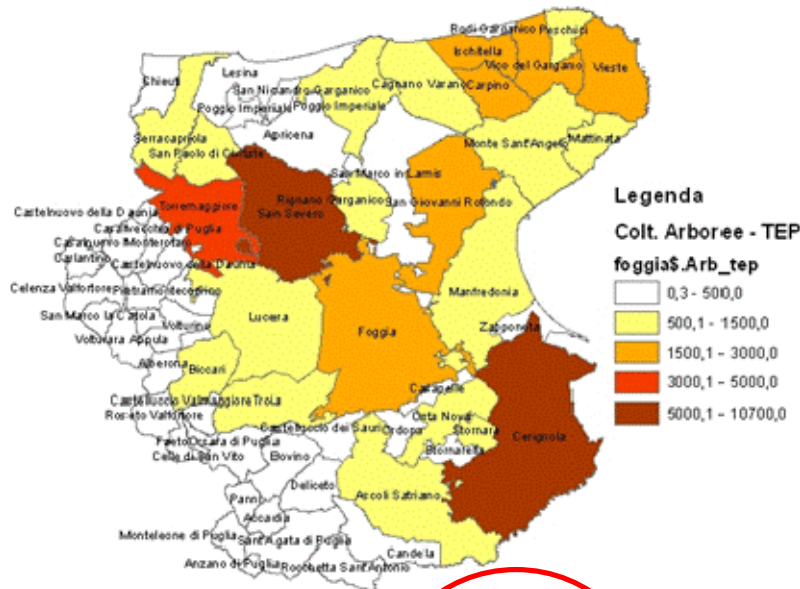 Rodi Garganico
Peschici
Ischitella
Vico del Gargano
Vieste
Lesina
Chieuti
San Nicandro Garganico
Cagnano Varano
Carpino
Poggio Imperiale
Poggio Imperiale
Apricena
Serracapriola
San Paolo di Civitate
Monte Sant'Angelo
Mattinata
San Marco in Lamis
Rignano Garganico
San Giovanni Rotondo
Torremaggiore
San Severo
Castelnuovo della Daunia
Casalvecchio di Puglia
Casalnuovo Monterotaro
Carlantino
Castelnuovo della Daunia
Celenza Valfortore
Pietramontecorvino
Manfredonia
San Marco la Catola
Volturino
Lucera
Foggia
Zapponeta
Volturara Appula
Alberona
Biccari
Carapelle
Castelluccio Valmaggiore
Troia
Roseto Valfortore
Orta Nova
Castelluccio dei Sauri
Ordona
Stornara
Cerignola
Faeto
Orsara di Puglia
Stornarella
Celle di San Vito
Bovino
Deliceto
Panni
Ascoli Satriano
Accadia
Monteleone di Puglia
Sant'Agata di Puglia
Candela
Anzano di Puglia
Rocchetta Sant'Antonio
Legenda
Colt. Arboree - TEP
foggia$.Arb_tep
0,3 - 500,0
500,1 - 1500,0
1500,1 - 3000,0
3000,1 - 5000,0
5000,1 - 10700,0